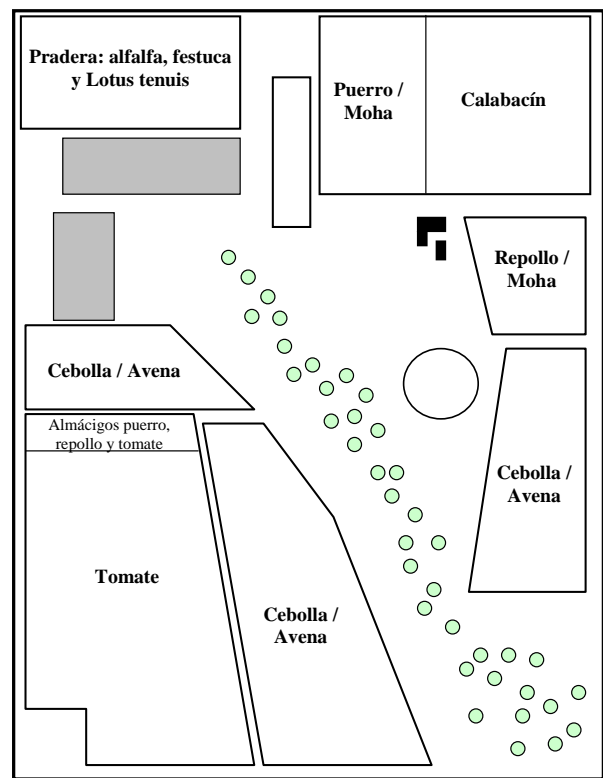 Pradera: alfalfa, festuca
y Lotus tenuis
Puerro /
Moha
Calabacín
Repollo /
Moha
Cebolla / Avena
Almácigos puerro,
repollo y tomate
Cebolla /
Avena
Tomate
Cebolla /
Avena